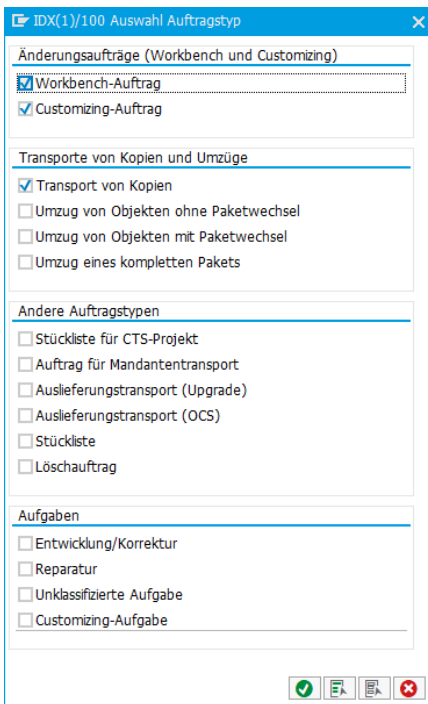 IDX(1)/100 Auswahl Auftragstyp
Änderungsaufträge (Workbench und Customizing)
Workbench-Auftrag
Customizing-Auftrag
Transporte von Kopien und Umzüge
Transport von Kopien
Umzug von Objekten ohne Paketwechsel
Umzug von Objekten mit Paketwechsel
Umzug eines kompletten Pakets
Andere Auftragstypen
Stückliste für CTS-Projekt
Auftrag für Mandantentransport
Auslieferungstransport (Upgrade)
Auslieferungstransport (OCS)
Stückliste
Löschauftrag
Aufgaben
Entwicklung/Korrektur
Reparatur
Unklassifizierte Aufgabe
Customizing-Aufgabe